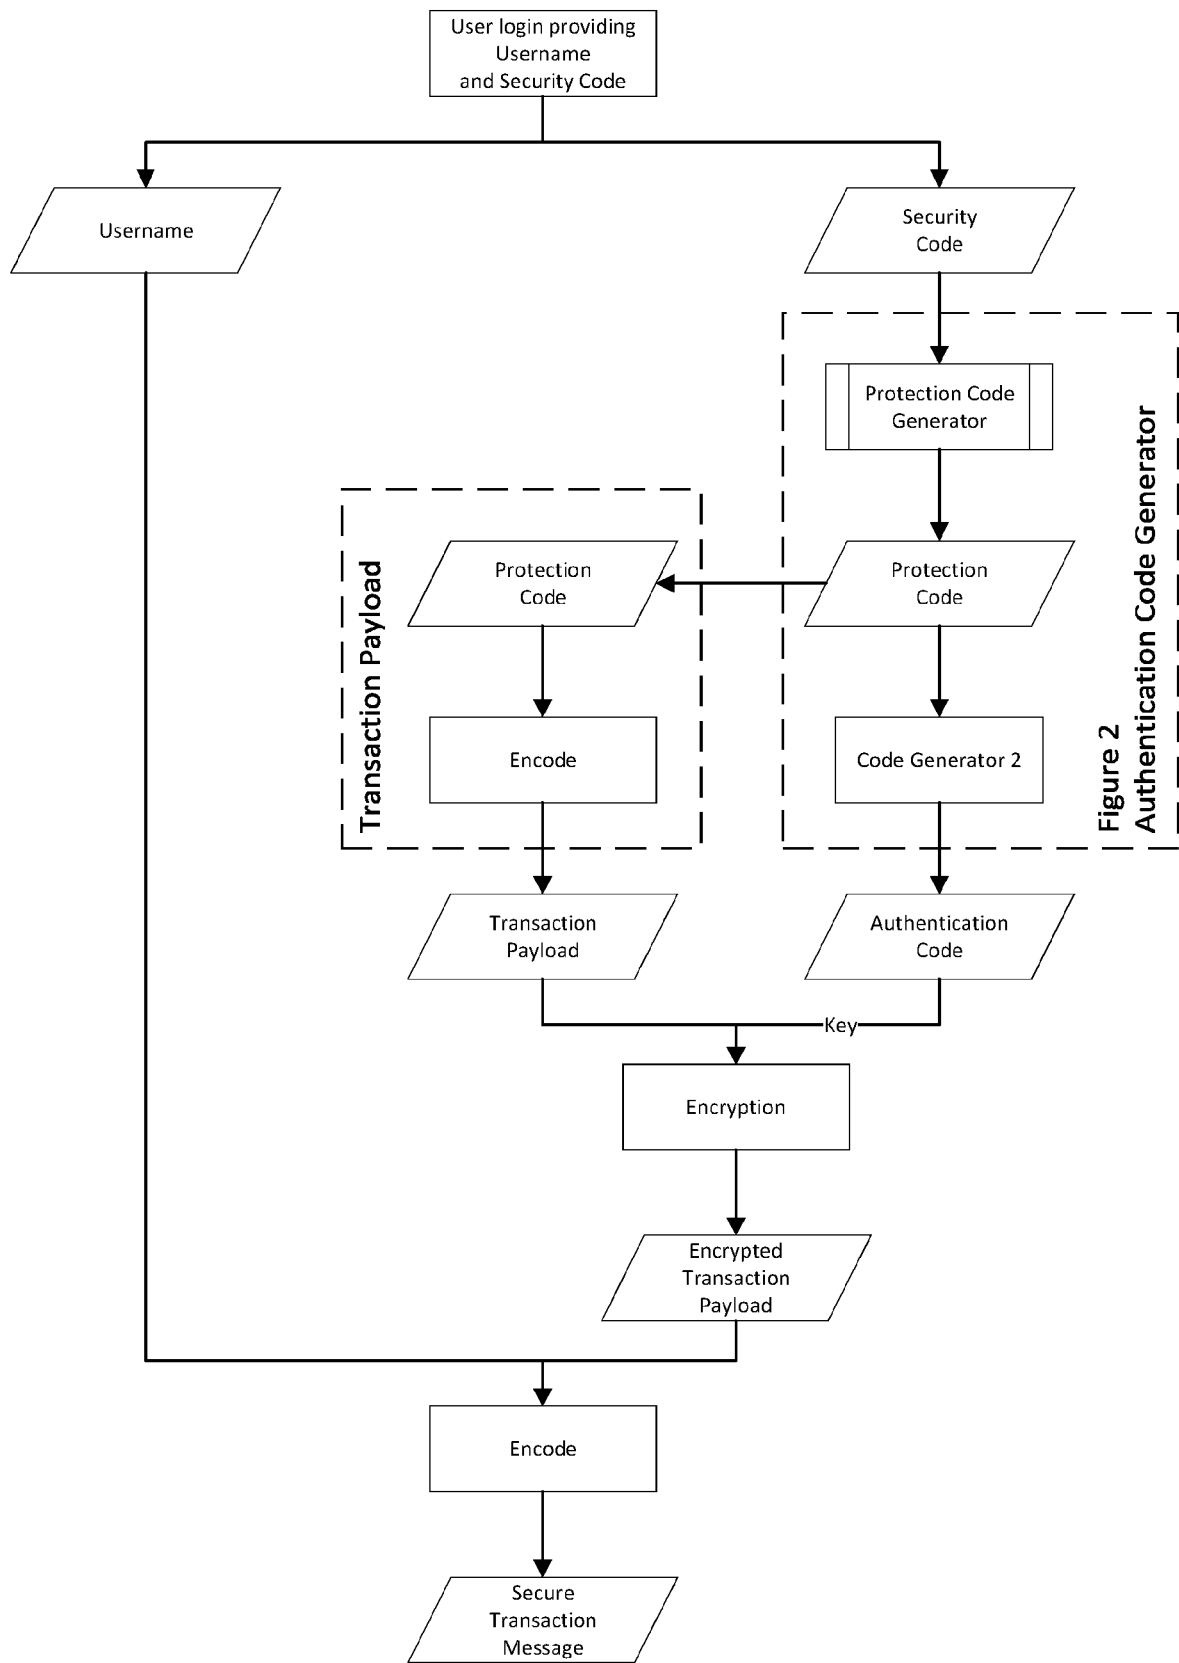 User login providing
Username
and Security Code
Username
Security
Code
Protection Code
Generator
Protection
Code
Protection
Code
Encode
Code Generator 2
Transaction Payload
Figure 2
Authentication Code Generator
Transaction
Payload
Authentication
Code
Key
Encryption
Encrypted
Transaction
Payload
Encode
Secure
Transaction
Message